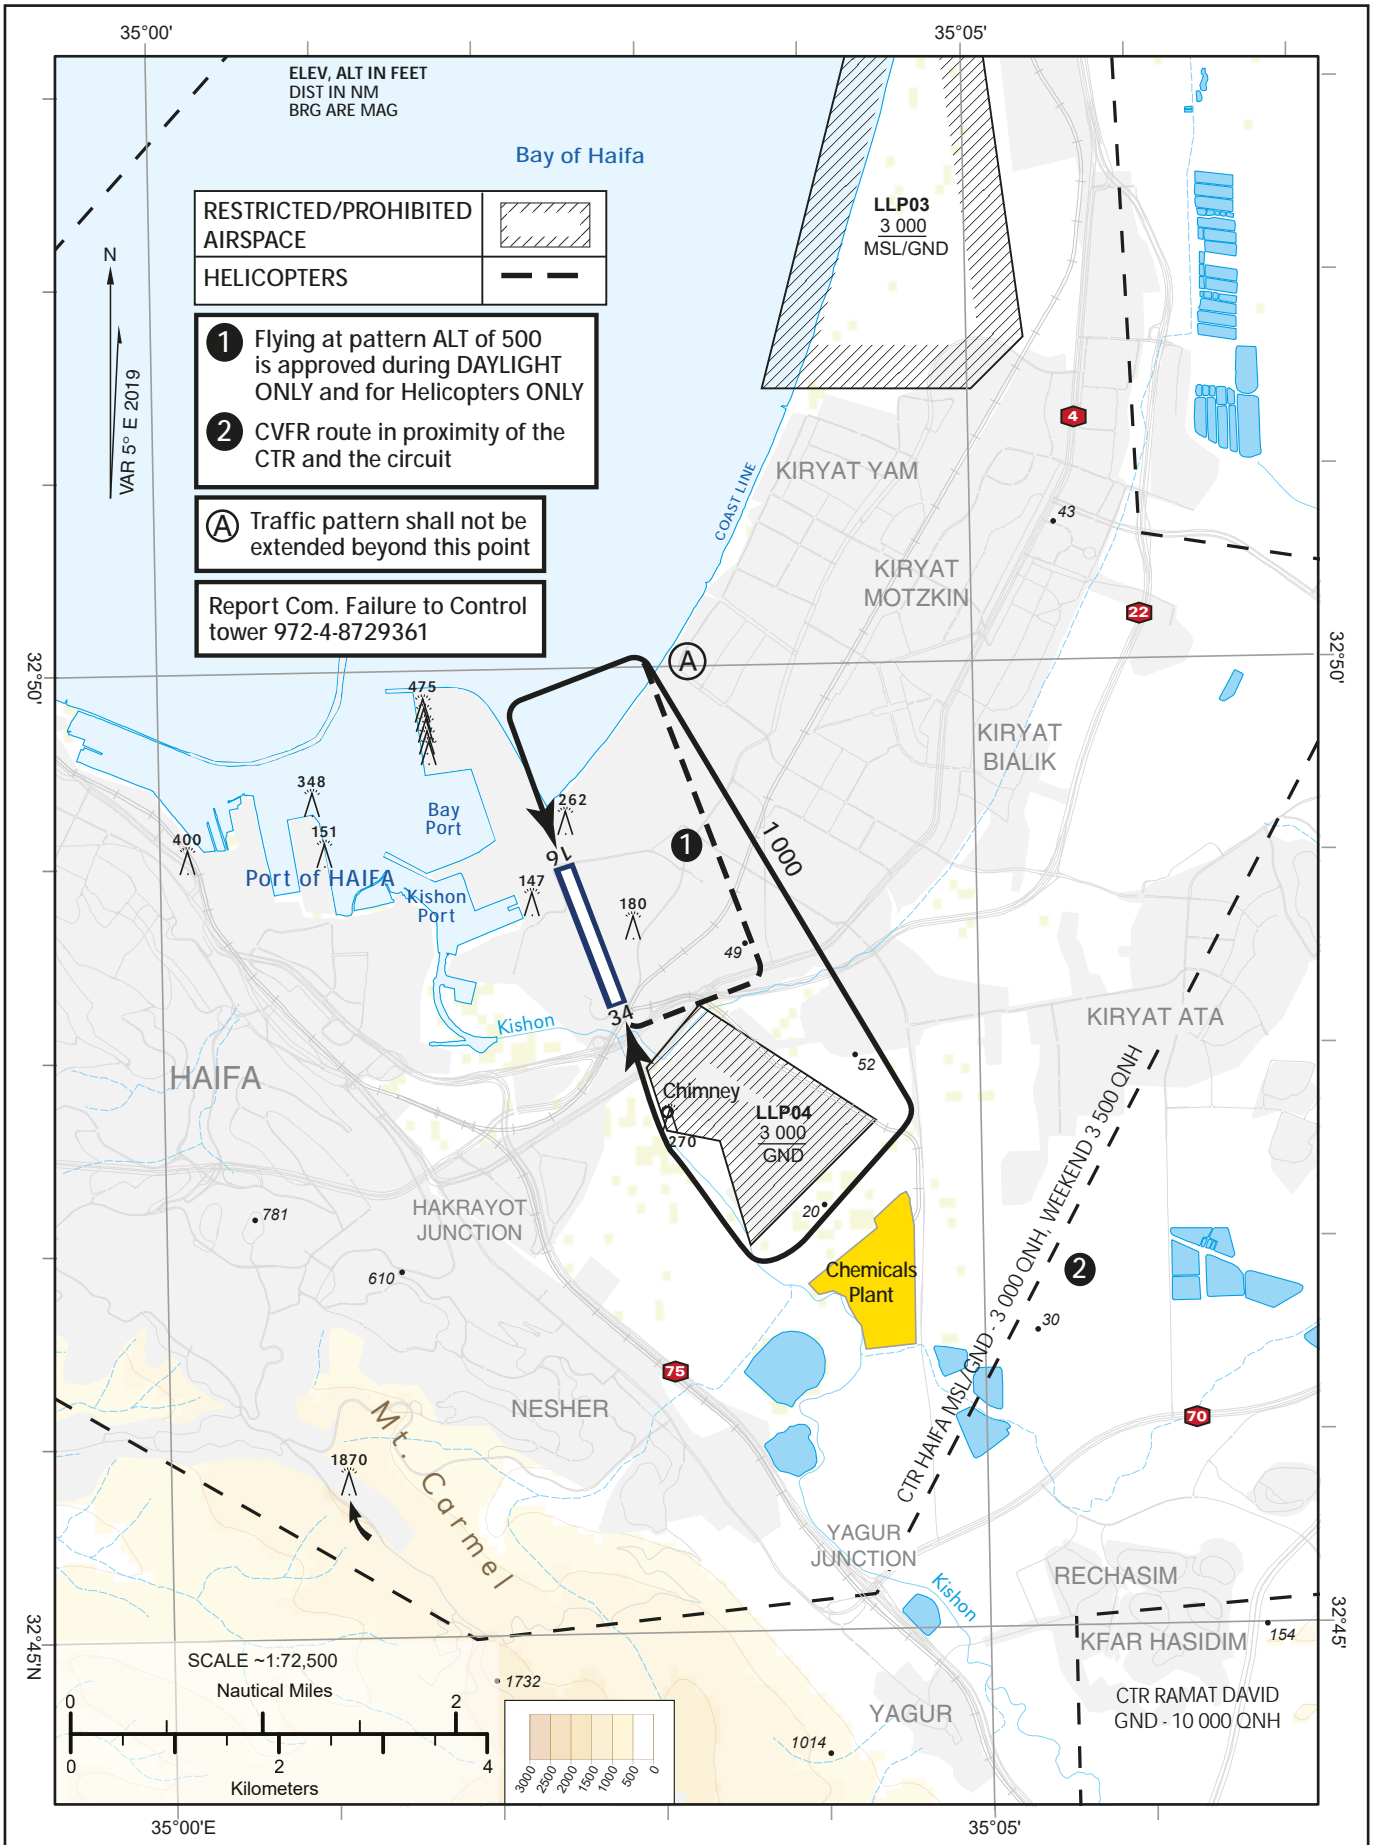 35°00'
35°05'
ELEV, ALT IN FEET
DIST IN NM
BRG ARE MAG
Bay of Haifa
RESTRICTED/PROHIBITED
AIRSPACE
HELICOPTERS
LLP03
3 000
MSL/GND
N
VAR 5° E 2019
1 Flying at pattern ALT of 500
is approved during DAYLIGHT
ONLY and for Helicopters ONLY
2 CVFR route in proximity of the
CTR and the circuit
A Traffic pattern shall not be
extended beyond this point
Report Com. Failure to Control
tower 972-4-8729361
4
KIRYAT YAM
COAST LINE
43
KIRYAT
MOTZKIN
22
A
32°50'
32°50'
475
KIRYAT
BIALIK
348
262
Bay
Port
151
400
1
1 000
16
Port of HAIFA
147
Kishon
Port
180
49
34
Kishon
KIRYAT ATA
52
HAIFA
Chimney
LLP04
3 000
GND
270
HAKRAYOT
JUNCTION
781
20
610
Chemicals
Plant
2
CTR HAIFA MSL/GND - 3 000 QNH, WEEKEND 3 500 QNH
30
75
NESHER
70
Mt. Carmel
1870
YAGUR
JUNCTION
Kishon
RECHASIM
KFAR HASIDIM
154
32°45'N
32°45'
SCALE ~1:72,500
Nautical Miles
0
2
0
2
4
Kilometers
1732
3000
2500
2000
1500
1000
500
0
1014
YAGUR
CTR RAMAT DAVID
GND - 10 000 QNH
35°00'E
35°05'